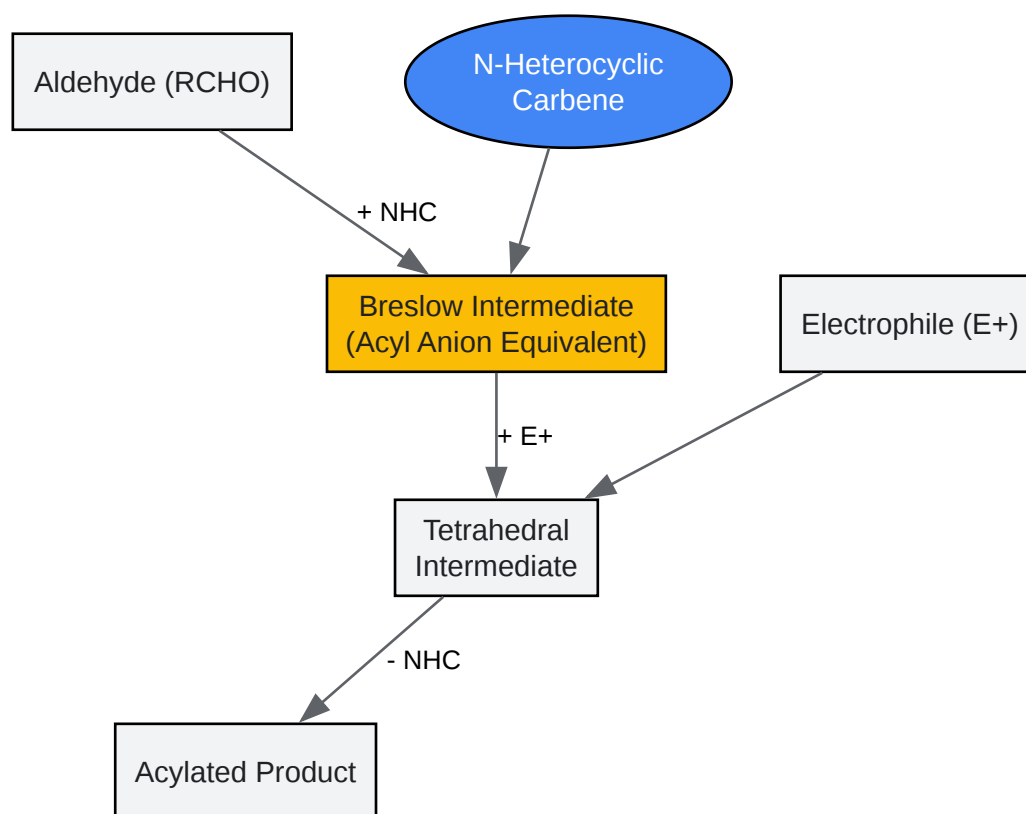 Aldehyde (RCHO)
N-Heterocyclic
Carbene
+ NHC
Breslow Intermediate
(Acyl Anion Equivalent)
Electrophile (E+)
+ E+
Tetrahedral
Intermediate
- NHC
Acylated Product